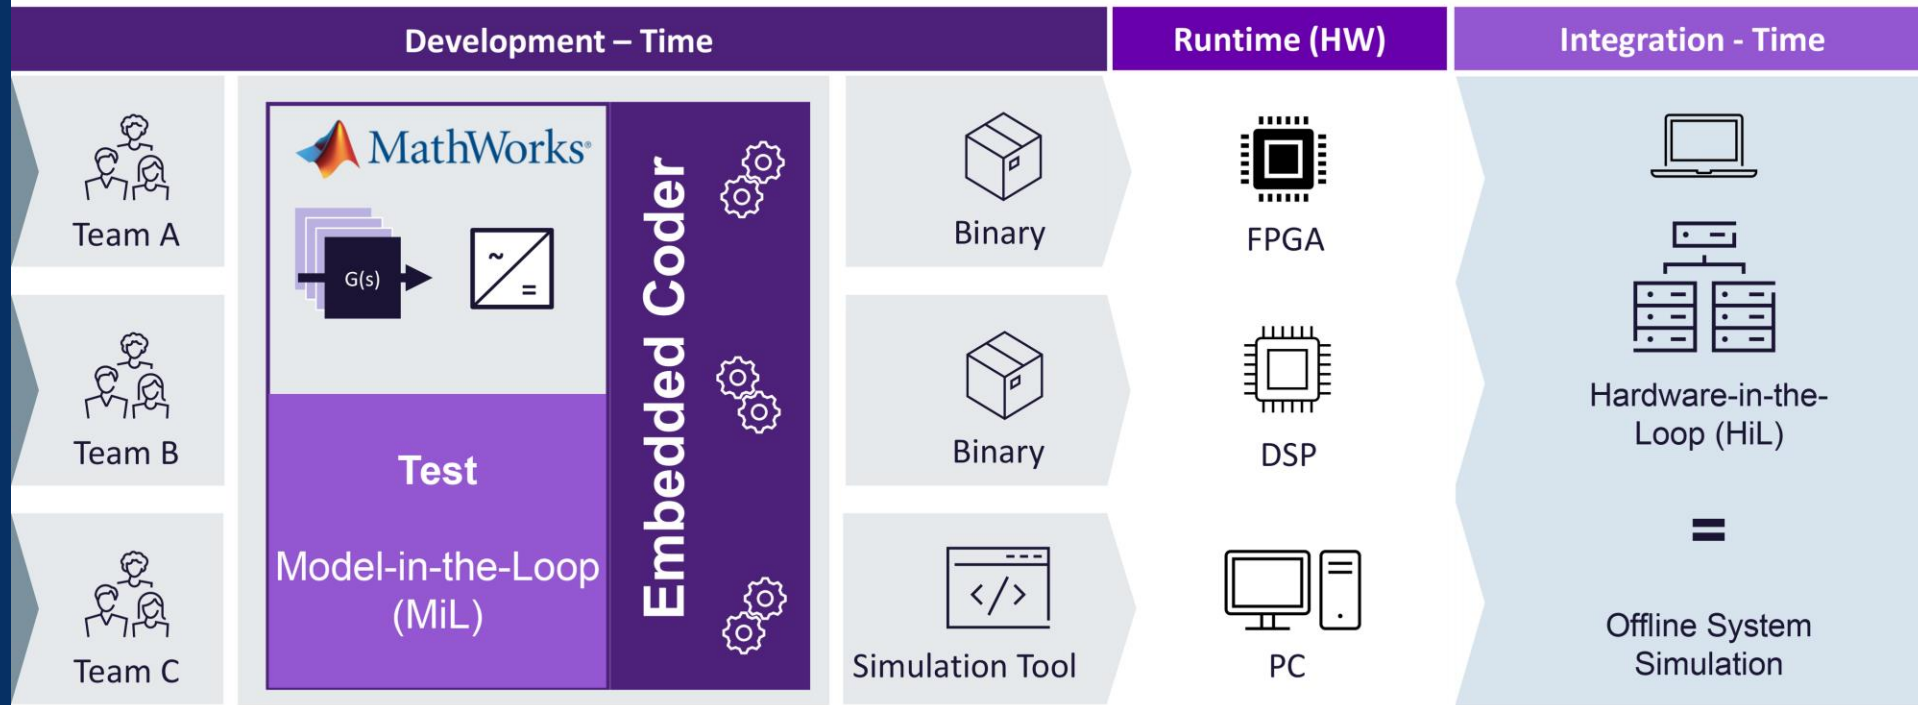 Development – Time
Runtime (HW)
Integration - Time
Team A
Team B
Team C
MathWorks®
G(s)
~
=
Test
Model-in-the-Loop
(MiL)
Embedded Coder
Binary
Binary
</>
Simulation Tool
FPGA
DSP
PC
Hardware-in-the-
Loop (HiL)
=
Offline System
Simulation